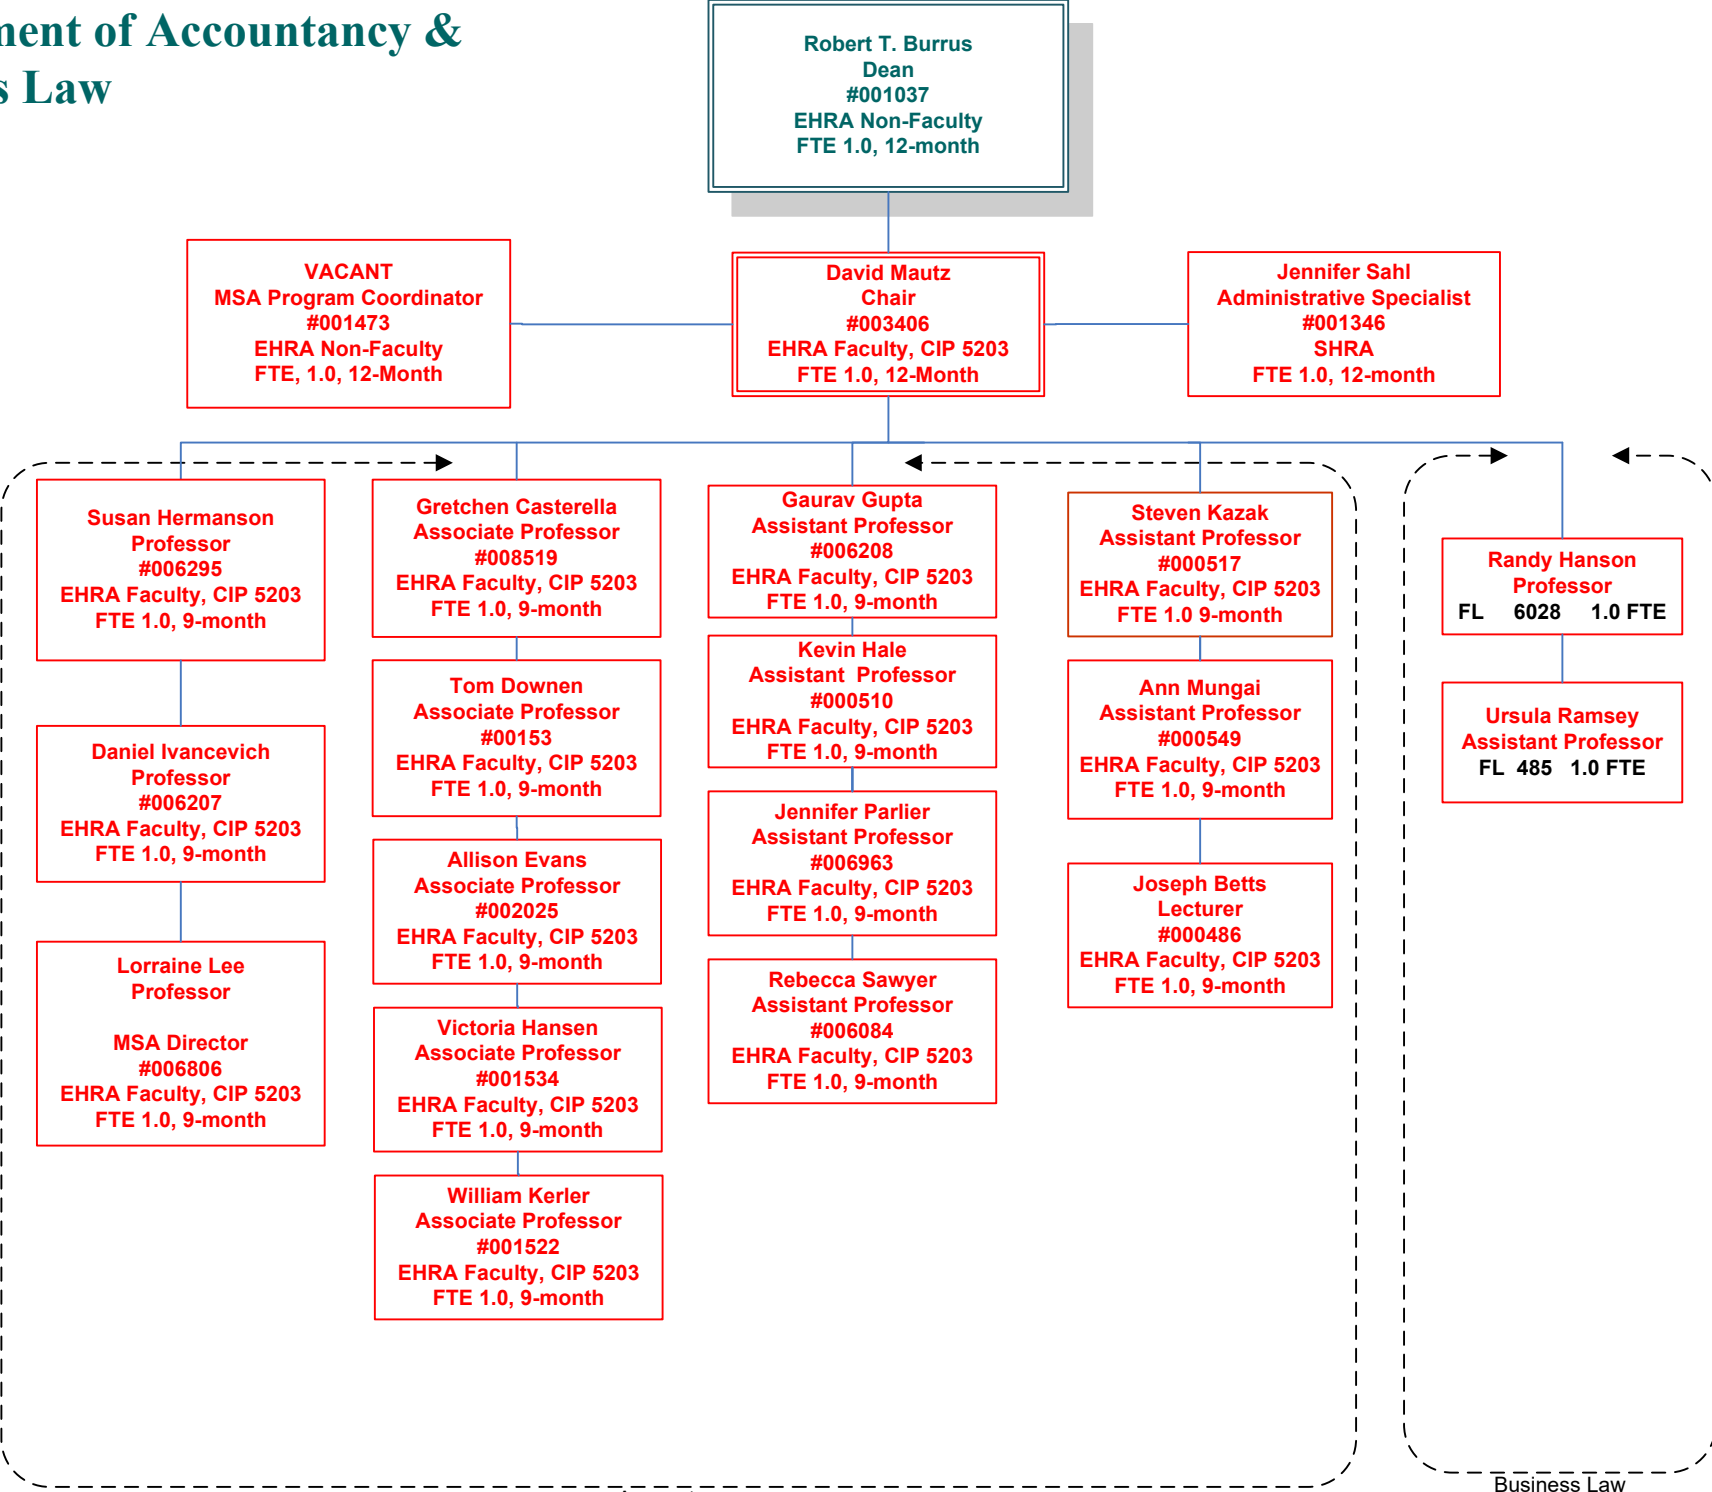 ment of Accountancy &
s Law
Robert T. Burrus
Dean
#001037
EHRA Non-Faculty
FTE 1.0, 12-month
VACANT
MSA Program Coordinator
#001473
EHRA Non-Faculty
FTE, 1.0, 12-Month
David Mautz
Chair
#003406
EHRA Faculty, CIP 5203
FTE 1.0, 12-Month
Jennifer Sahl
Administrative Specialist
#001346
SHRA
FTE 1.0, 12-month
Susan Hermanson
Professor
#006295
EHRA Faculty, CIP 5203
FTE 1.0, 9-month
Daniel Ivancevich
Professor
#006207
EHRA Faculty, CIP 5203
FTE 1.0, 9-month
Lorraine Lee
Professor
MSA Director
#006806
EHRA Faculty, CIP 5203
FTE 1.0, 9-month
Gretchen Casterella
Associate Professor
#008519
EHRA Faculty, CIP 5203
FTE 1.0, 9-month
Tom Downen
Associate Professor
#00153
EHRA Faculty, CIP 5203
FTE 1.0, 9-month
Allison Evans
Associate Professor
#002025
EHRA Faculty, CIP 5203
FTE 1.0, 9-month
Victoria Hansen
Associate Professor
#001534
EHRA Faculty, CIP 5203
FTE 1.0, 9-month
William Kerler
Associate Professor
#001522
EHRA Faculty, CIP 5203
FTE 1.0, 9-month
Gaurav Gupta
Assistant Professor
#006208
EHRA Faculty, CIP 5203
FTE 1.0, 9-month
Kevin Hale
Assistant Professor
#000510
EHRA Faculty, CIP 5203
FTE 1.0, 9-month
Jennifer Parlier
Assistant Professor
#006963
EHRA Faculty, CIP 5203
FTE 1.0, 9-month
Rebecca Sawyer
Assistant Professor
#006084
EHRA Faculty, CIP 5203
FTE 1.0, 9-month
Steven Kazak
Assistant Professor
#000517
EHRA Faculty, CIP 5203
FTE 1.0 9-month
Ann Mungai
Assistant Professor
#000549
EHRA Faculty, CIP 5203
FTE 1.0, 9-month
Joseph Betts
Lecturer
#000486
EHRA Faculty, CIP 5203
FTE 1.0, 9-month
Randy Hanson
Professor
FL 6028 1.0 FTE
Ursula Ramsey
Assistant Professor
FL 485 1.0 FTE
Business Law